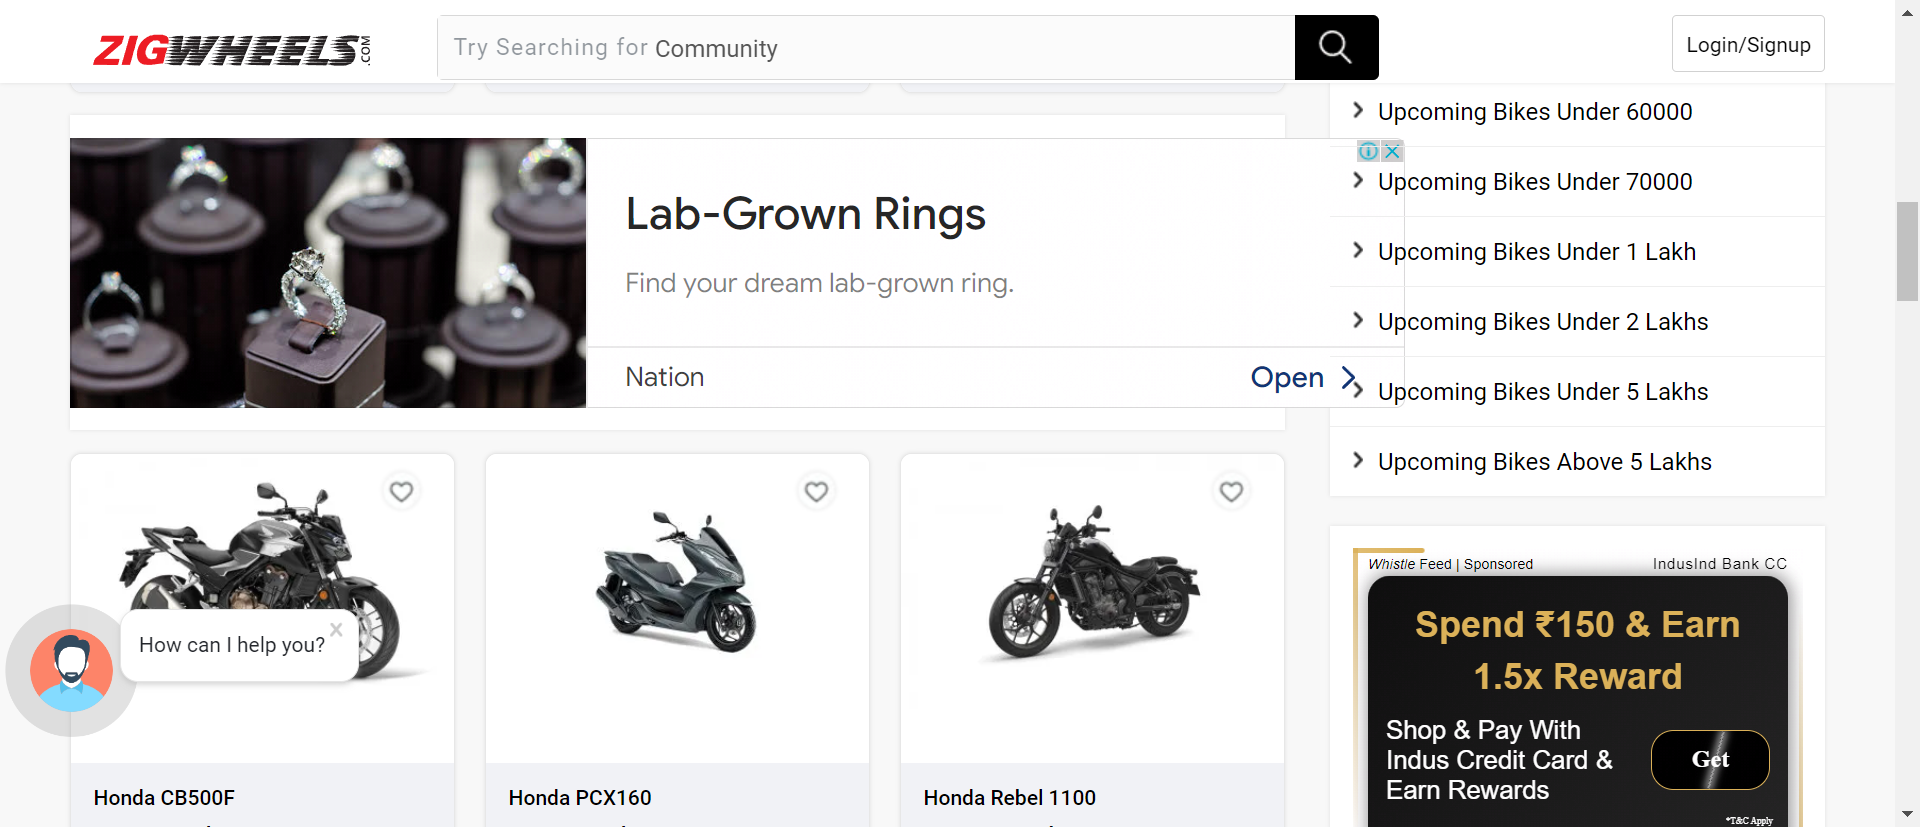 ZIGWHEELS.COM
Try Searching for Community
Login/Signup
Upcoming Bikes Under 60000
Upcoming Bikes Under 70000
Upcoming Bikes Under 1 Lakh
Upcoming Bikes Under 2 Lakhs
Upcoming Bikes Under 5 Lakhs
Upcoming Bikes Above 5 Lakhs
Lab-Grown Rings
Find your dream lab-grown ring.
Nation
Open
How can I help you?
Honda CB500F
Honda PCX160
Honda Rebel 1100
Whistle Feed | Sponsored
IndusInd Bank CC
Spend ₹150 & Earn
1.5x Reward
Shop & Pay With
Indus Credit Card &
Earn Rewards
Get
*T&C Apply